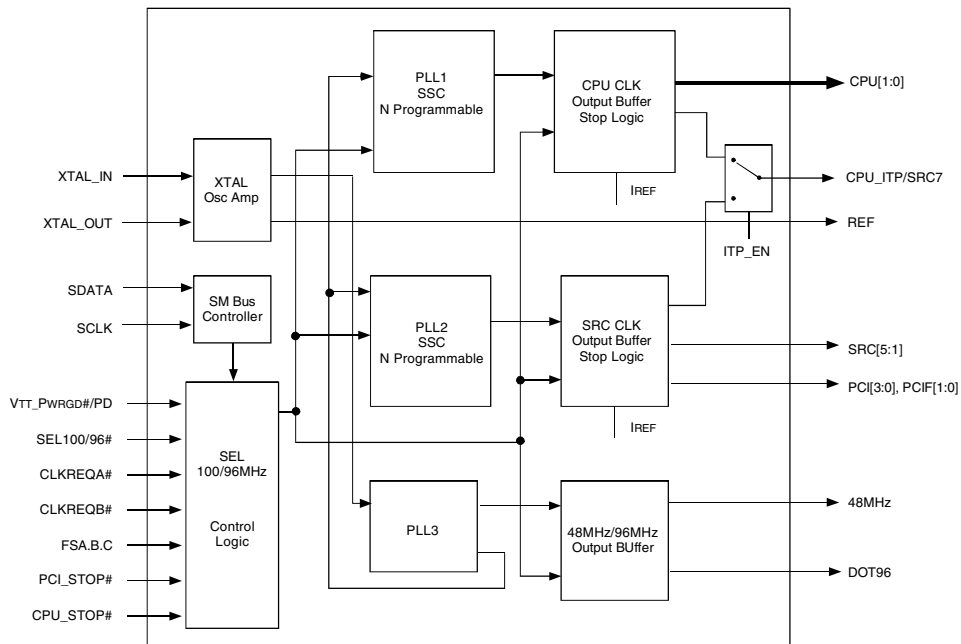 PLL1
SSC
N Programmable
CPU CLK
Output Buffer
Stop Logic
CPU[1:0]
XTAL_IN
XTAL
Osc Amp
XTAL_OUT
IREF
CPU_ITP/SRC7
REF
ITP_EN
SDATA
SCLK
SM Bus
Controller
PLL2
SSC
N Programmable
SRC CLK
Output Buffer
Stop Logic
SRC[5:1]
PCI[3:0], PCIF[1:0]
IREF
VTT_PWRGD#/PD
SEL100/96#
CLKREQA#
CLKREQB#
FSA.B.C
PCI_STOP#
CPU_STOP#
SEL
100/96MHz
Control
Logic
PLL3
48MHz/96MHz
Output BUffer
48MHz
DOT96